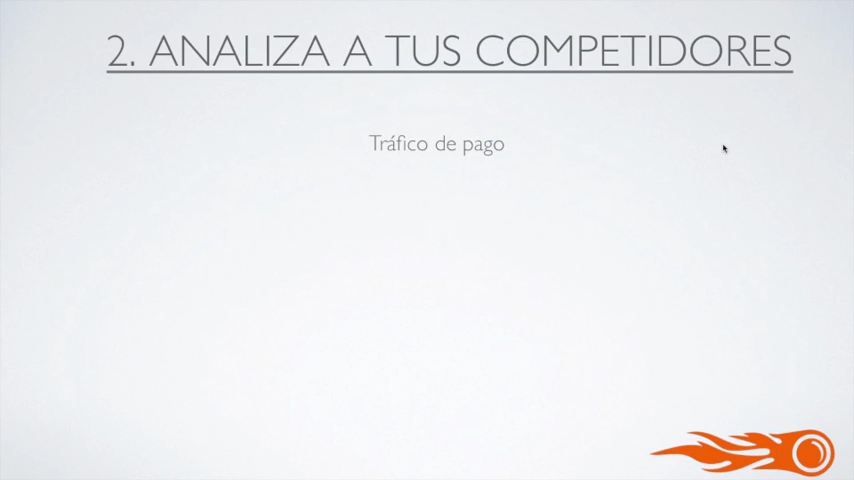 2. ANALIZA A TUS COMPETIDORES
Tráfico de pago